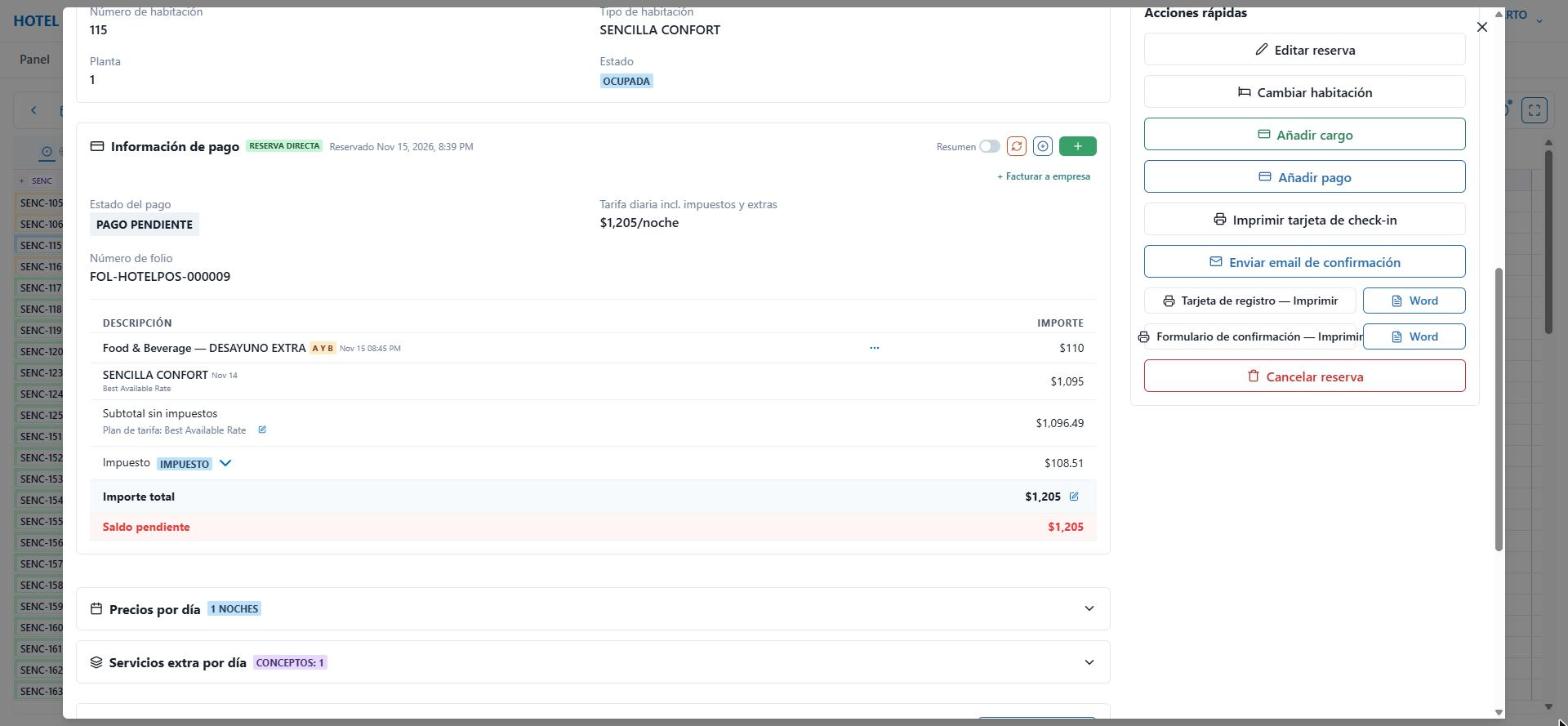 HOTEL
RTO
Panel
Número de habitación
115
Tipo de habitación
SENCILLA CONFORT
Planta
1
Estado
OCUPADA
Información de pago RESERVA DIRECTA Reservado Nov 15, 2026, 8:39 PM
Resumen
+
+ Facturar a empresa
Estado del pago
PAGO PENDIENTE
Tarifa diaria incl. impuestos y extras
$1,205/noche
Número de folio
FOL-HOTELPOS-000009
DESCRIPCIÓN IMPORTE
Food & Beverage — DESAYUNO EXTRA A Y B Nov 15 08:45 PM ... $110
SENCILLA CONFORT Nov 14
Best Available Rate
$1,095
Subtotal sin impuestos
Plan de tarifa: Best Available Rate
$1,096.49
Impuesto IMPUESTO $108.51
Importe total $1,205
Saldo pendiente $1,205
Precios por día 1 NOCHES
Servicios extra por día CONCEPTOS: 1
Acciones rápidas
Editar reserva
Cambiar habitación
Añadir cargo
Añadir pago
Imprimir tarjeta de check-in
Enviar email de confirmación
Tarjeta de registro — Imprimir Word
Formulario de confirmación — Imprimir Word
Cancelar reserva
+ SENC
SENC-105
SENC-106
SENC-115
SENC-116
SENC-117
SENC-118
SENC-119
SENC-120
SENC-123
SENC-124
SENC-125
SENC-151
SENC-152
SENC-153
SENC-154
SENC-155
SENC-156
SENC-157
SENC-158
SENC-159
SENC-160
SENC-161
SENC-162
SENC-163